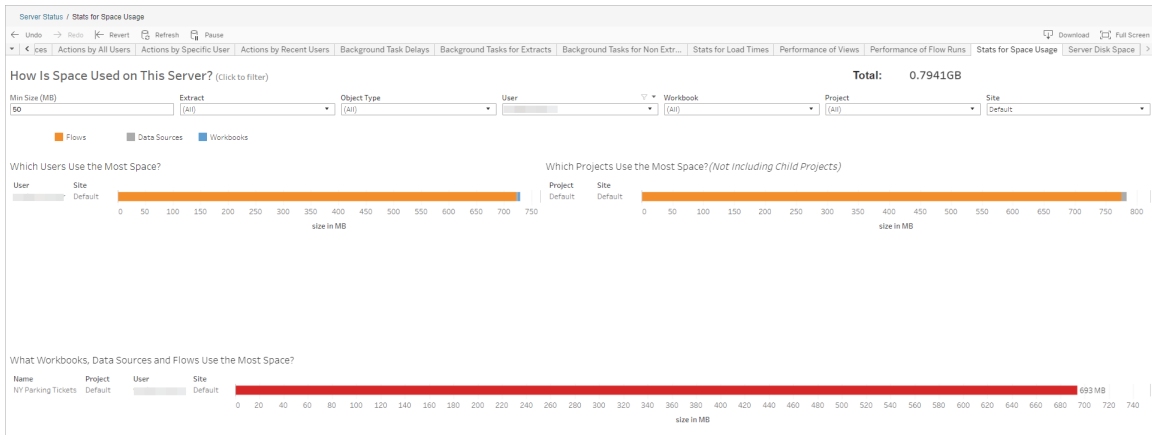 Server Status / Stats for Space Usage
← Undo → Redo Revert Refresh Pause Download Full Screen
ces Actions by All Users Actions by Specific User Actions by Recent Users Background Task Delays Background Tasks for Extracts Background Tasks for Non Extr... Stats for Load Times Performance of Views Performance of Flow Runs Stats for Space Usage Server Disk Space
How Is Space Used on This Server? (Click to filter) Total: 0.7941GB
Min Size (MB) Extract Object Type User Workbook Project Site
50 (All) (All) (All) (All) Default
Flows Data Sources Workbooks
Which Users Use the Most Space? Which Projects Use the Most Space? (Not Including Child Projects)
User Site Project Site
Default Default Default
0 50 100 150 200 250 300 350 400 450 500 550 600 650 700 750 0 50 100 150 200 250 300 350 400 450 500 550 600 650 700 750 800
size in MB size in MB
What Workbooks, Data Sources and Flows Use the Most Space?
Name Project User Site
NY Parking Tickets Default Default 693 MB
0 20 40 60 80 100 120 140 160 180 200 220 240 260 280 300 320 340 360 380 400 420 440 460 480 500 520 540 560 580 600 620 640 660 680 700 720 740
size in MB